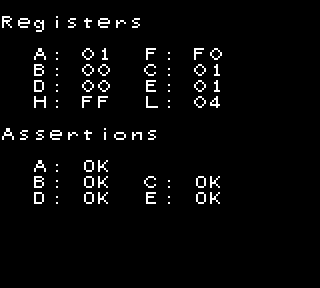 Registers
A: 01 F: F0
B: 00 C: 01
D: 00 E: 01
H: FF L: 04
Assertions
A: OK
B: OK C: OK
D: OK E: OK